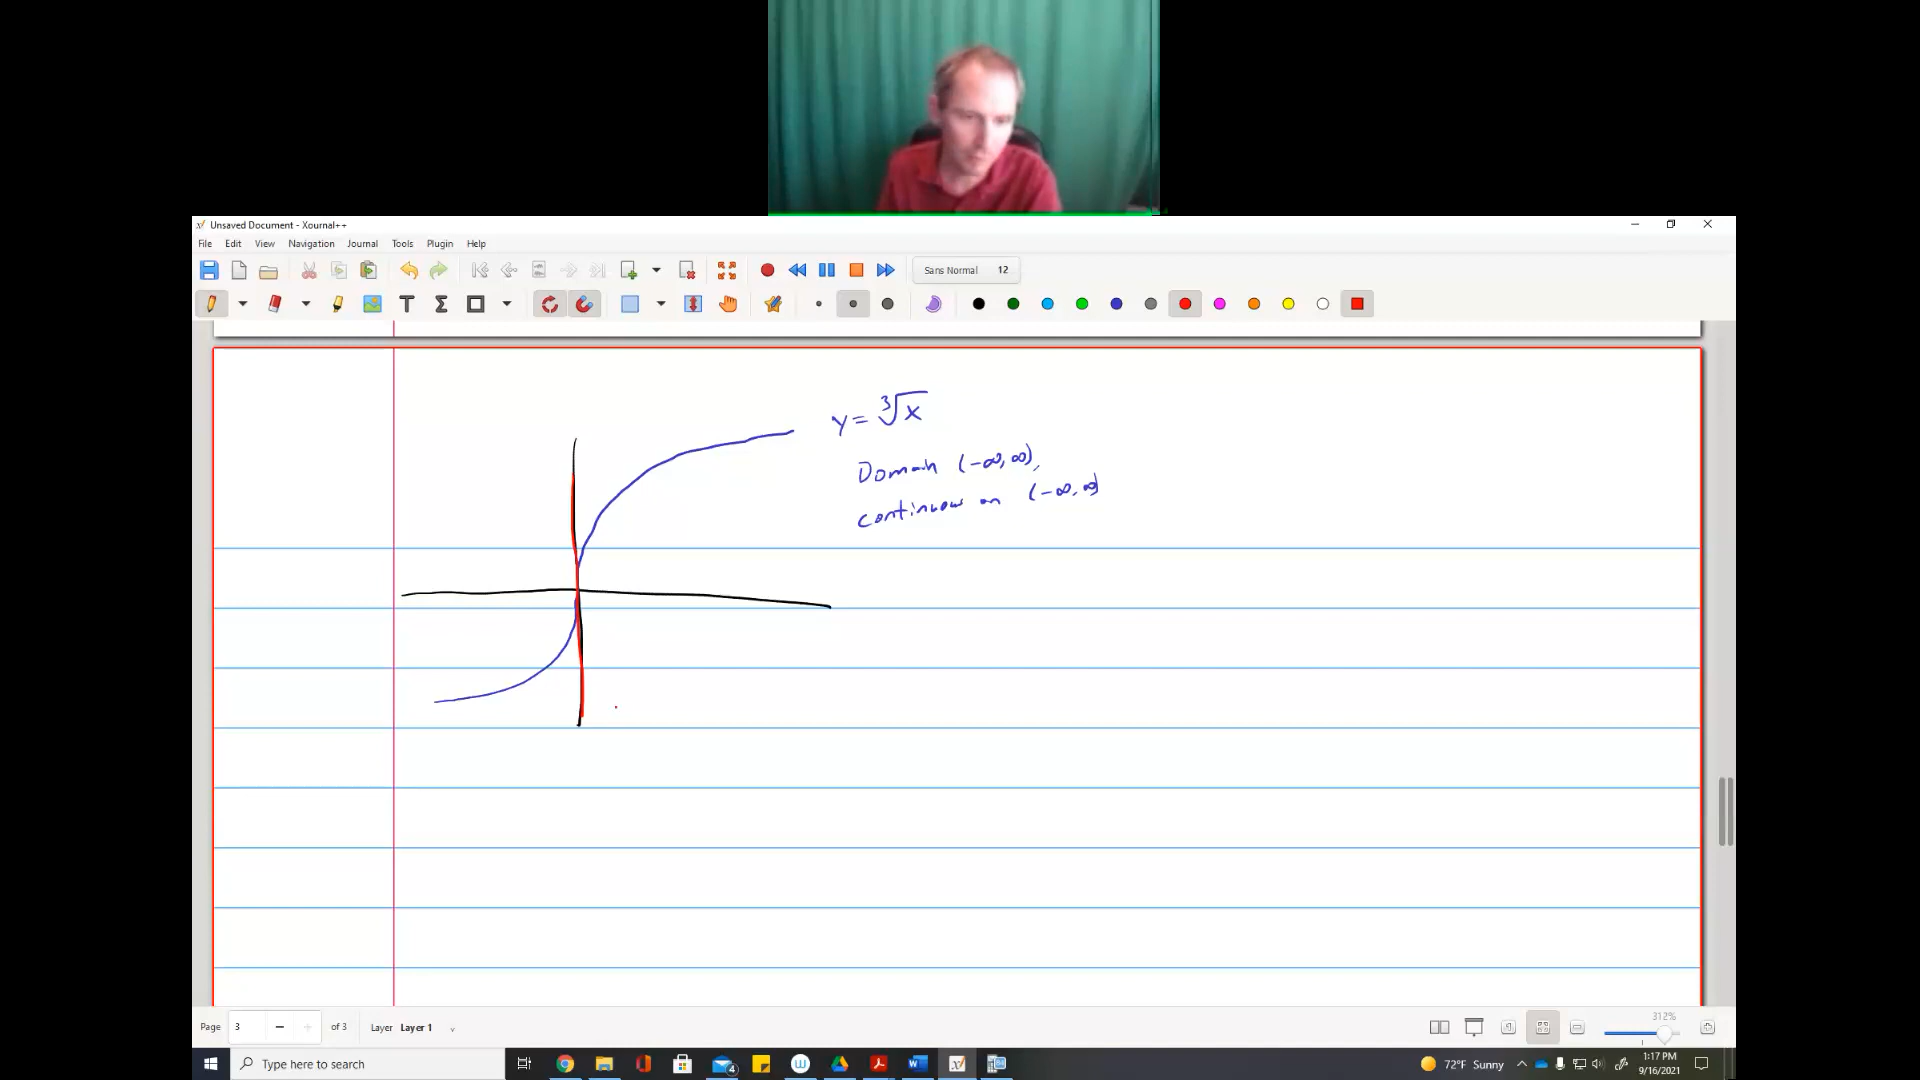 Unsaved Document - Xournal++
File Edit View Navigation Journal Tools Plugin Help
Sans Normal 12
y = ∛x
Domain (-∞, ∞),
continuous on (-∞, ∞)
312%
Page 3 of 3 Layer Layer 1
Type here to search
4
72°F Sunny
1:17 PM
9/16/2021